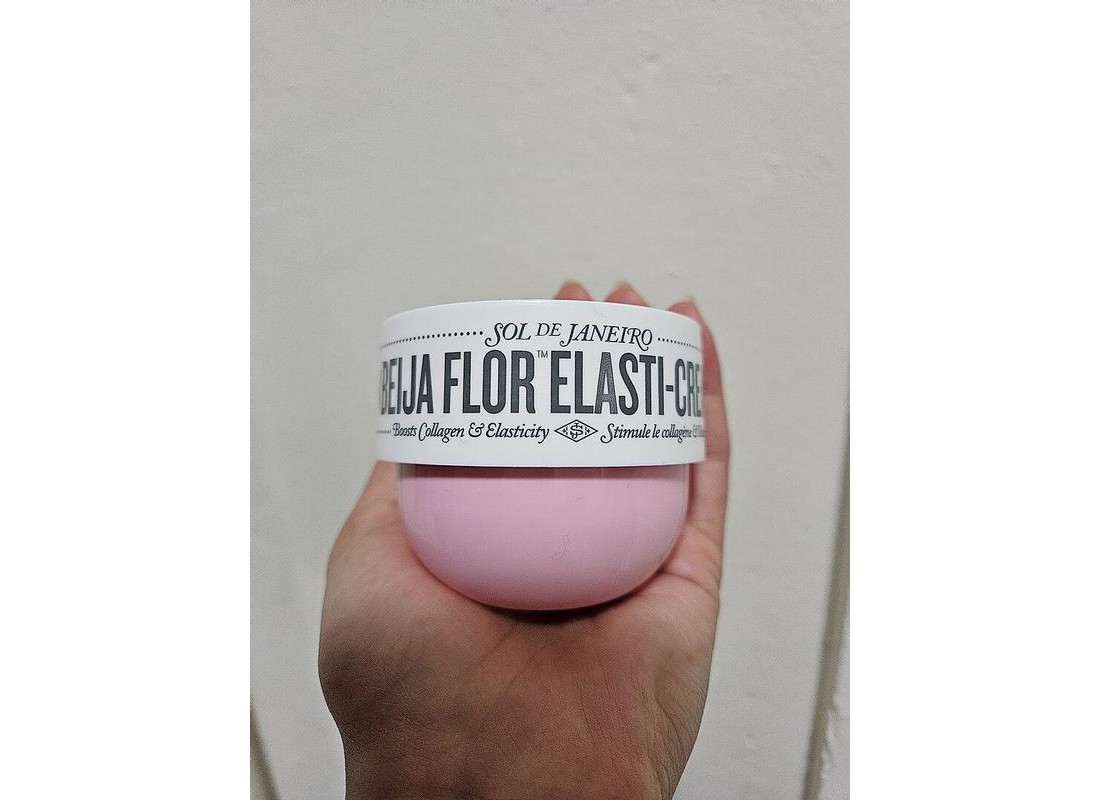 SOL DE JANEIRO
BEIJA FLOR™ ELASTI-CRE
Boosts Collagen & Elasticity Stimule le collagène &